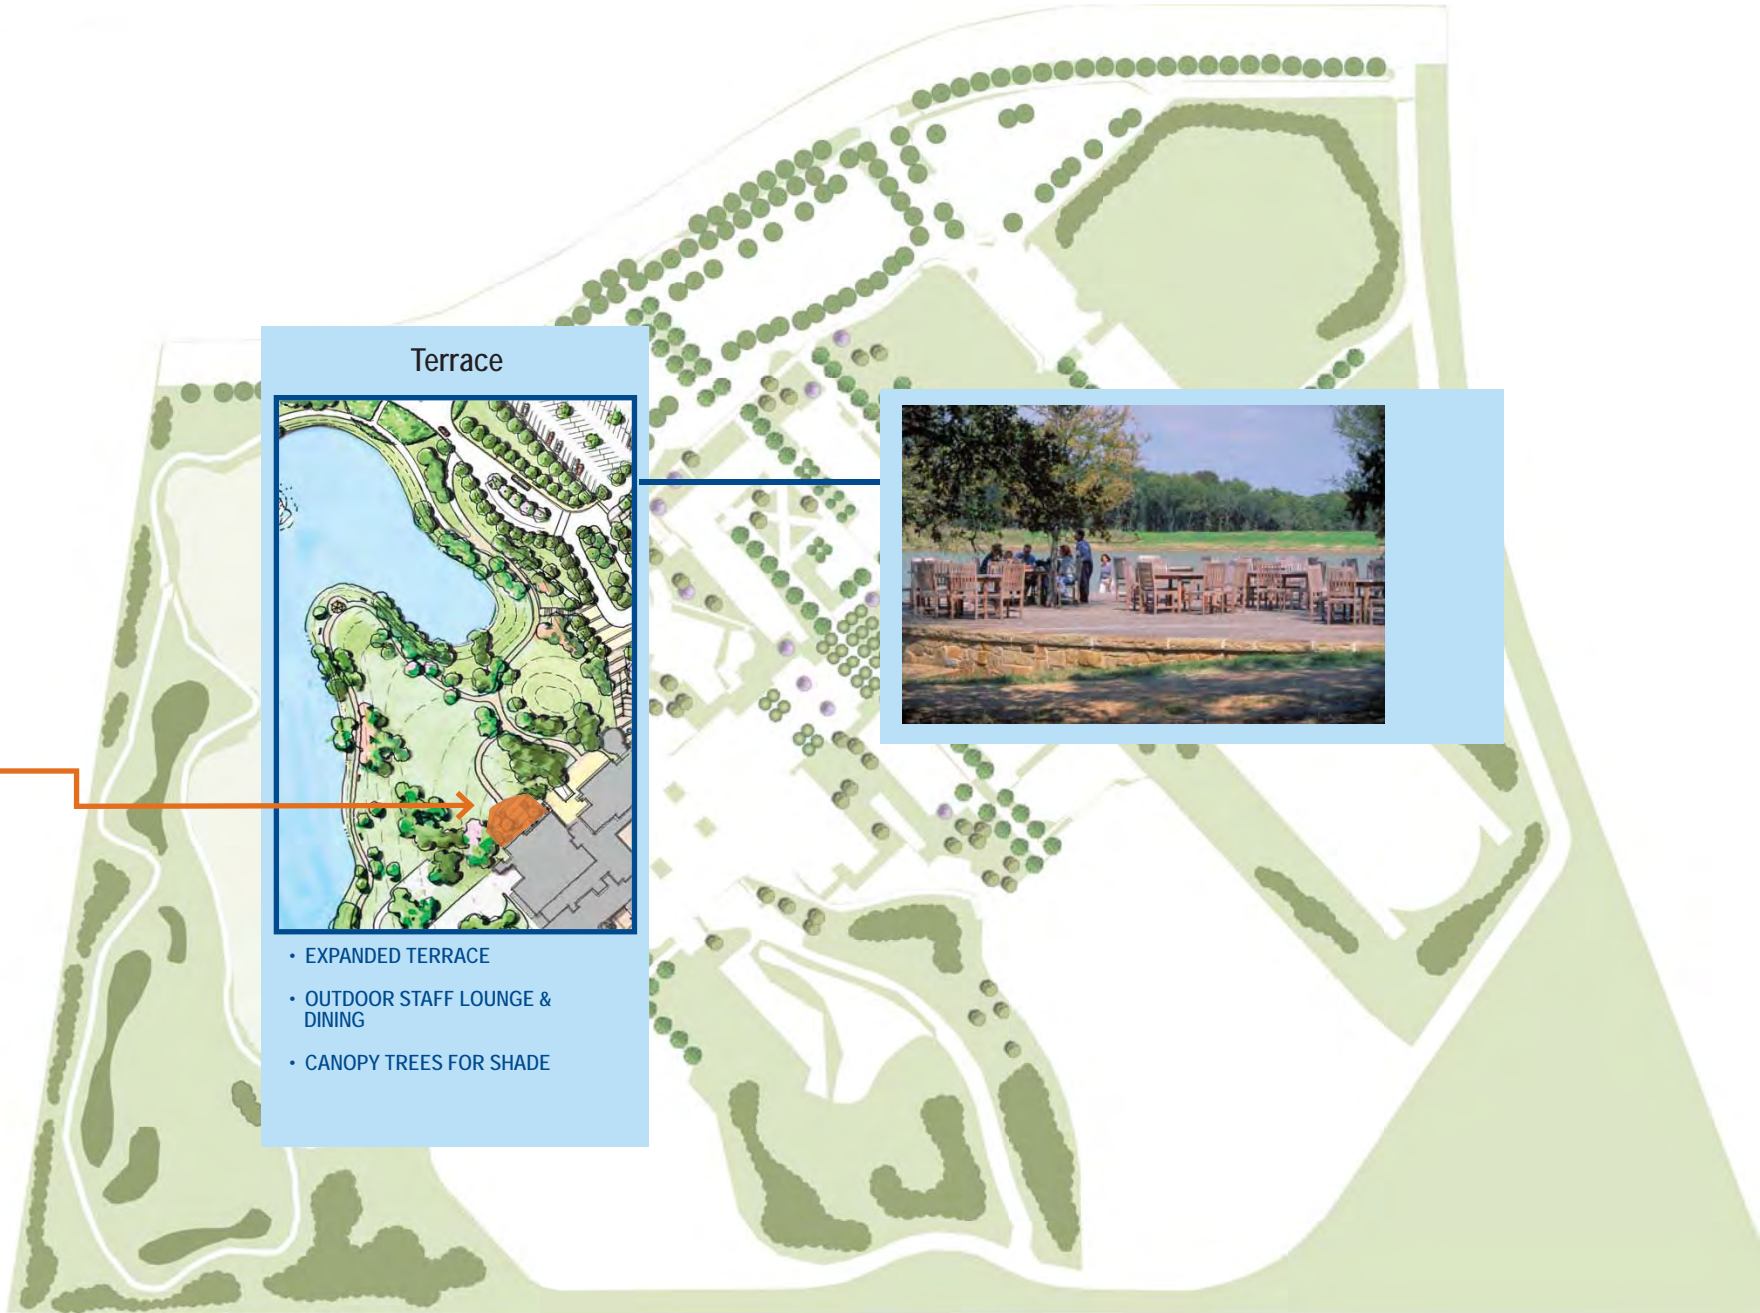 Terrace
• EXPANDED TERRACE
• OUTDOOR STAFF LOUNGE &
DINING
• CANOPY TREES FOR SHADE